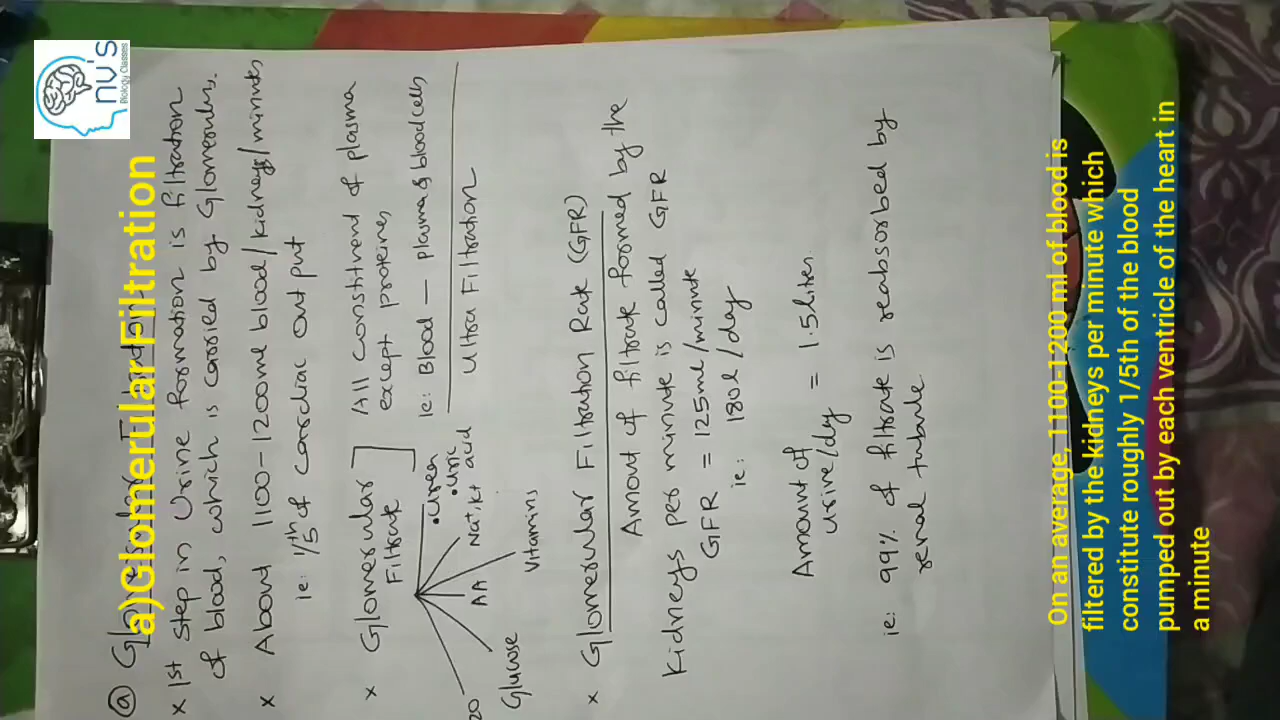 nv's
Biology Classes
a)Glomerular Filtration
ⓐ Glomerular Filtration
x 1st step in Urine formation is filtration
of blood, which is carried by Glomerulus.
x About 1100-1200ml blood/kidneys/minutes
ie: 1/5th of Cardiac output
x Glomerular Filtrate ] All constituent of plasma
except proteins
ie: Blood — plasma & blood cells
Ultra Filtration
• Urea
• Uric acid
Na+, K+
Vitamins
AA
Glucose
x Glomerular Filtration Rate (GFR)
Amount of filtrate formed by the
Kidneys per minute is called GFR
GFR = 125ml/minute
ie: 180l/day
Amount of
urine/dy = 1.5liter
ie: 99% of filtrate is reabsorbed by
renal tubule.
On an average, 1100-1200 ml of blood is
filtered by the kidneys per minute which
constitute roughly 1/5th of the blood
pumped out by each ventricle of the heart in
a minute